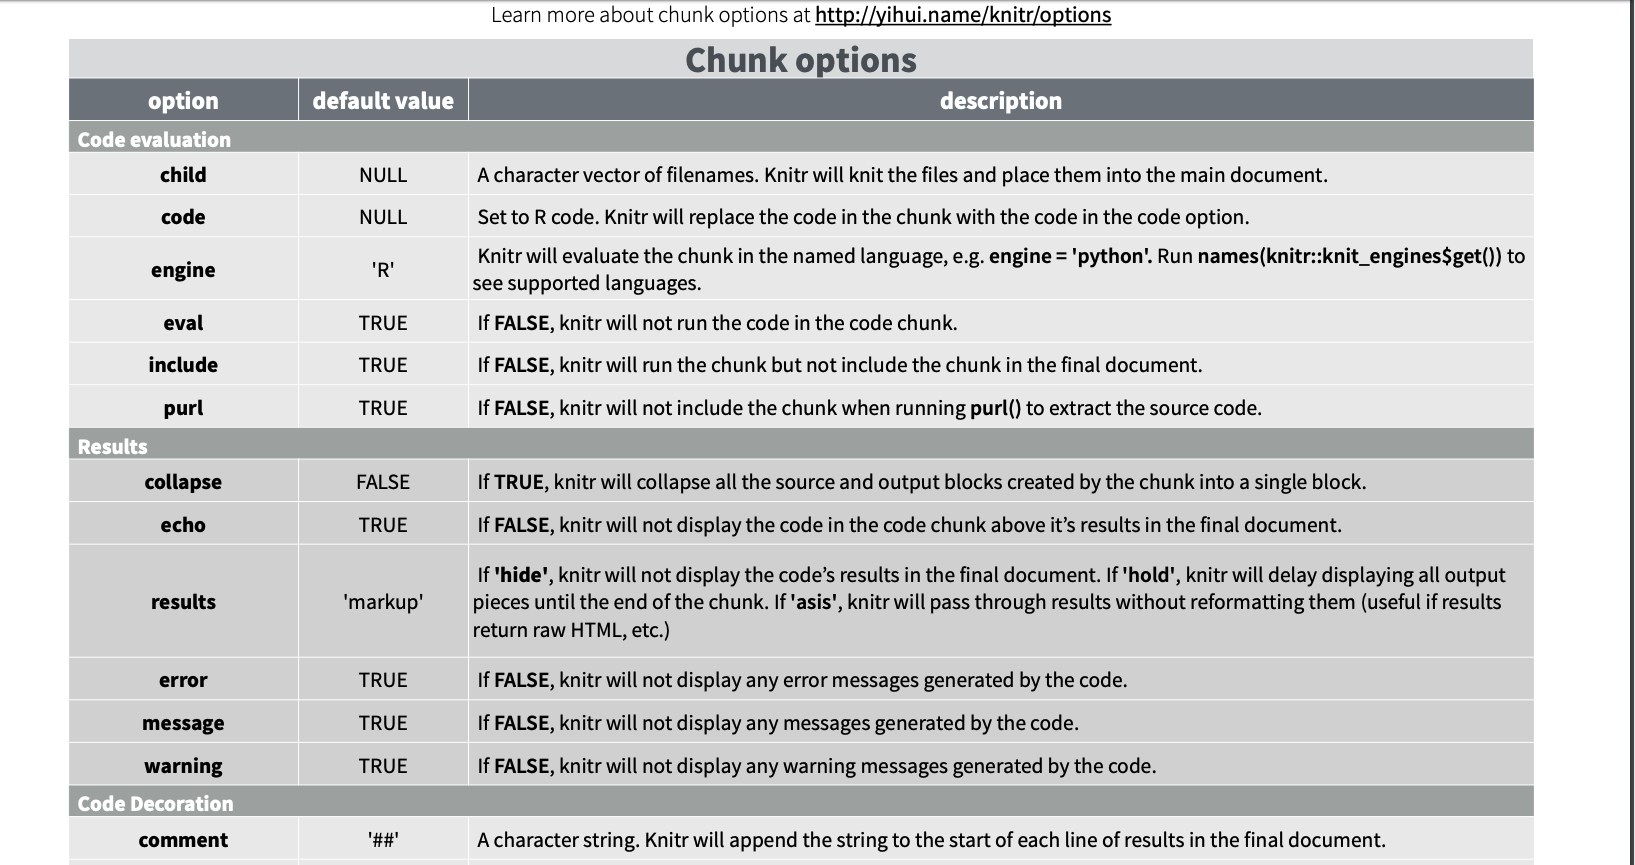 Learn more about chunk options at http://yihui.name/knitr/options
Chunk options
option default value description
Code evaluation
child NULL A character vector of filenames. Knitr will knit the files and place them into the main document.
code NULL Set to R code. Knitr will replace the code in the chunk with the code in the code option.
engine 'R' Knitr will evaluate the chunk in the named language, e.g. engine = 'python'. Run names(knitr::knit_engines$get()) to
see supported languages.
eval TRUE If FALSE, knitr will not run the code in the code chunk.
include TRUE If FALSE, knitr will run the chunk but not include the chunk in the final document.
purl TRUE If FALSE, knitr will not include the chunk when running purl() to extract the source code.
Results
collapse FALSE If TRUE, knitr will collapse all the source and output blocks created by the chunk into a single block.
echo TRUE If FALSE, knitr will not display the code in the code chunk above it’s results in the final document.
results 'markup' If 'hide', knitr will not display the code’s results in the final document. If 'hold', knitr will delay displaying all output
pieces until the end of the chunk. If 'asis', knitr will pass through results without reformatting them (useful if results
return raw HTML, etc.)
error TRUE If FALSE, knitr will not display any error messages generated by the code.
message TRUE If FALSE, knitr will not display any messages generated by the code.
warning TRUE If FALSE, knitr will not display any warning messages generated by the code.
Code Decoration
comment '##' A character string. Knitr will append the string to the start of each line of results in the final document.